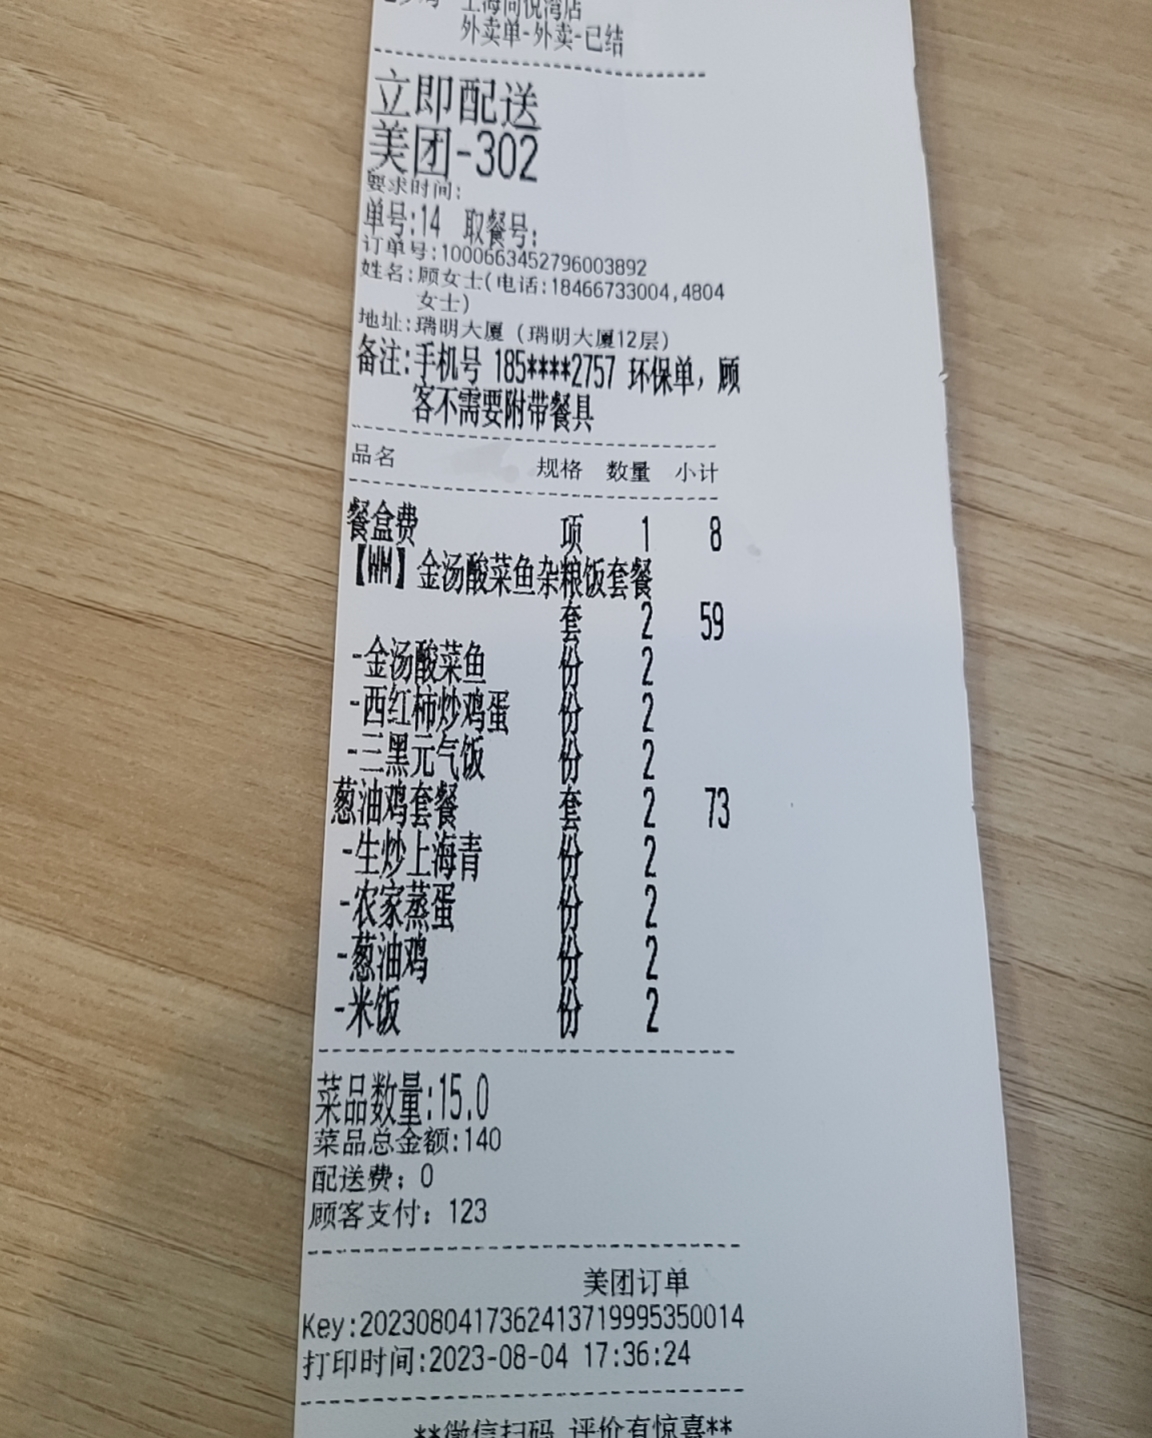 上海尚悦湾店
外卖单-外卖-已结
立即配送
美团-302
要求时间:
单号:14 取餐号:
订单号:1000663452796003892
姓名:顾女士(电话:18466733004,4804
女士)
地址:瑞明大厦 (瑞明大厦12层)
备注:手机号 185****2757 环保单, 顾
客不需要附带餐具
品名 规格 数量 小计
餐盒费 项 1 8
【WM】金汤酸菜鱼杂粮饭套餐
套 2 59
-金汤酸菜鱼 份 2
-西红柿炒鸡蛋 份 2
-三黑元气饭 份 2
葱油鸡套餐 套 2 73
-生炒上海青 份 2
-农家蒸蛋 份 2
-葱油鸡 份 2
-米饭 份 2
菜品数量:15.0
菜品总金额:140
配送费: 0
顾客支付: 123
美团订单
Key:2023080417362413719995350014
打印时间:2023-08-04 17:36:24
**微信扫码 评价有惊喜**